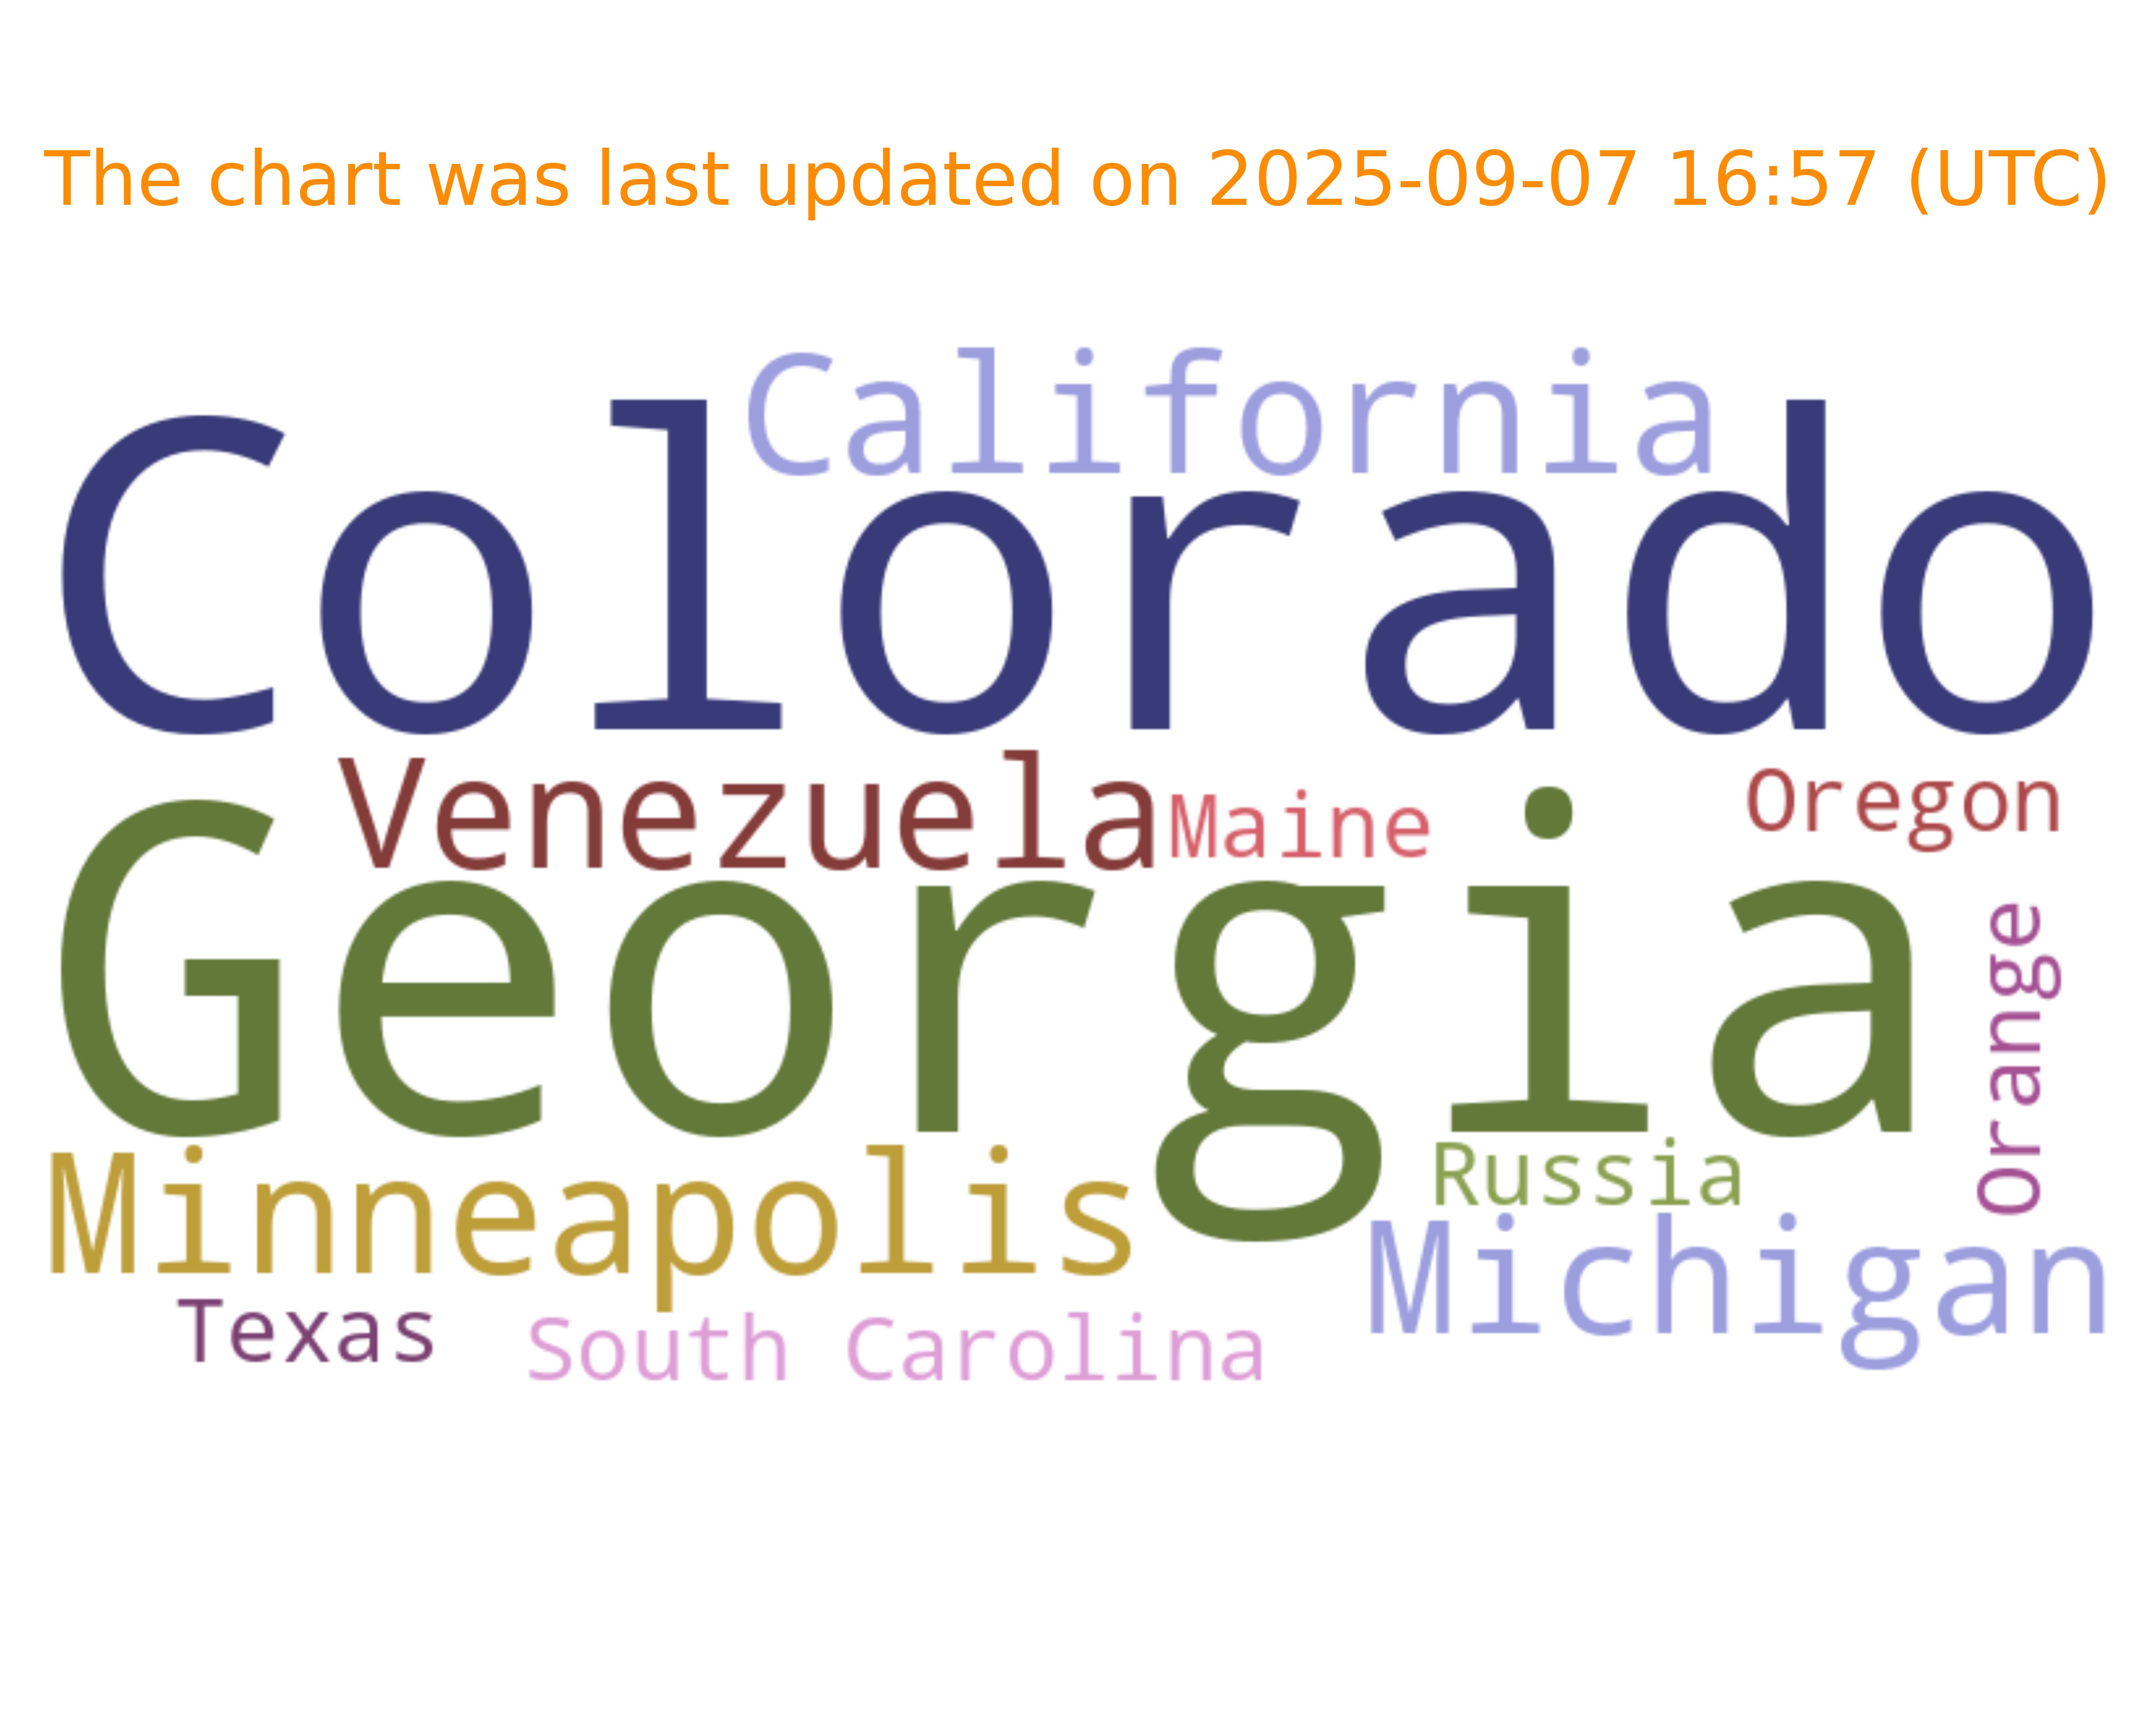 The chart was last updated on 2025-09-07 16:57 (UTC)
California
Colorado
Venezuela
Maine
Oregon
Georgia
Orange
Minneapolis
Russia
Michigan
Texas
South Carolina